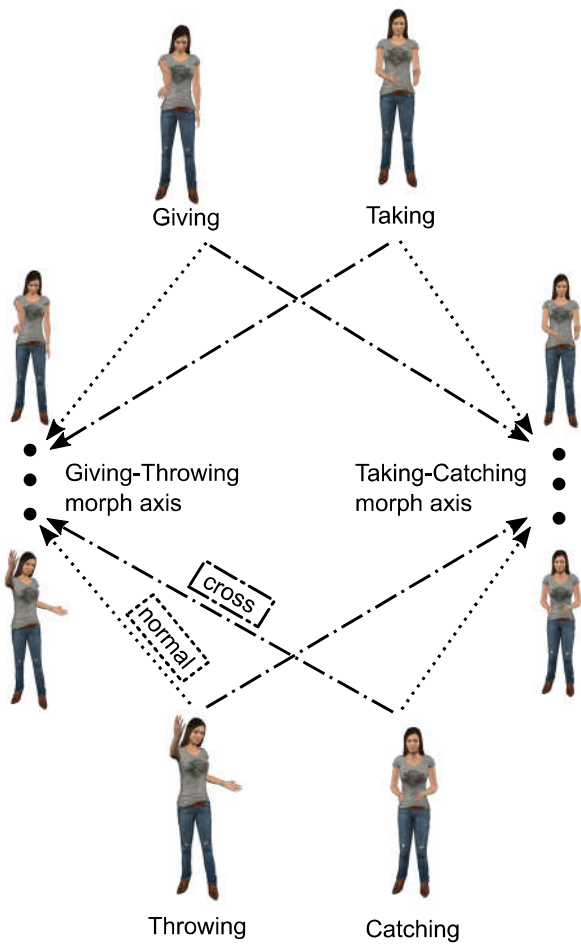 Giving
Taking
Giving-Throwing
morph axis
Taking-Catching
morph axis
cross
normal
Throwing
Catching